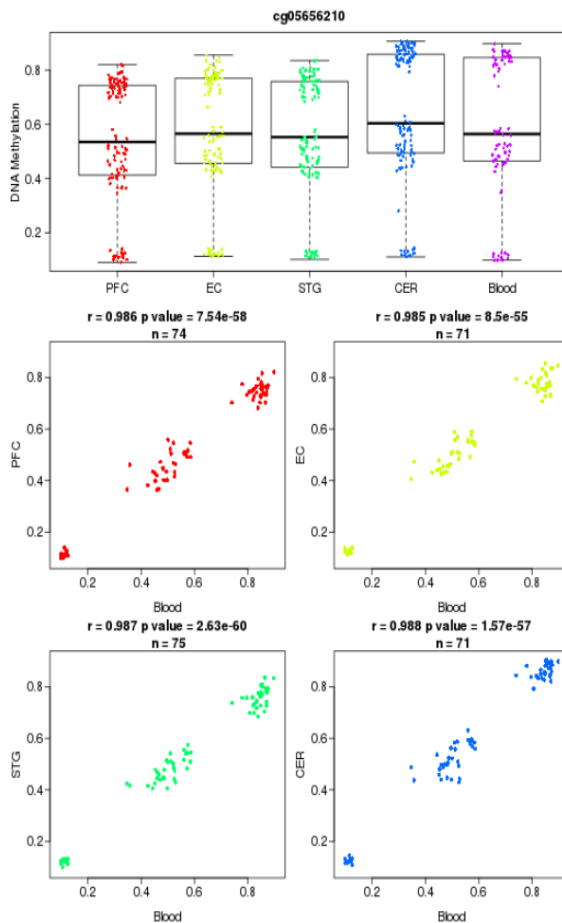 cg05656210
DNA Methylation
0.8
0.6
0.4
0.2
PFC EC STG CER Blood
r = 0.986 p value = 7.54e-58
n = 74
r = 0.985 p value = 8.5e-55
n = 71
PFC
0.8
0.6
0.4
0.2
0.2 0.4 0.6 0.8
Blood
EC
0.8
0.6
0.4
0.2
0.2 0.4 0.6 0.8
Blood
r = 0.987 p value = 2.63e-60
n = 75
r = 0.988 p value = 1.57e-57
n = 71
STG
0.8
0.6
0.4
0.2
0.2 0.4 0.6 0.8
Blood
CER
0.8
0.6
0.4
0.2
0.2 0.4 0.6 0.8
Blood